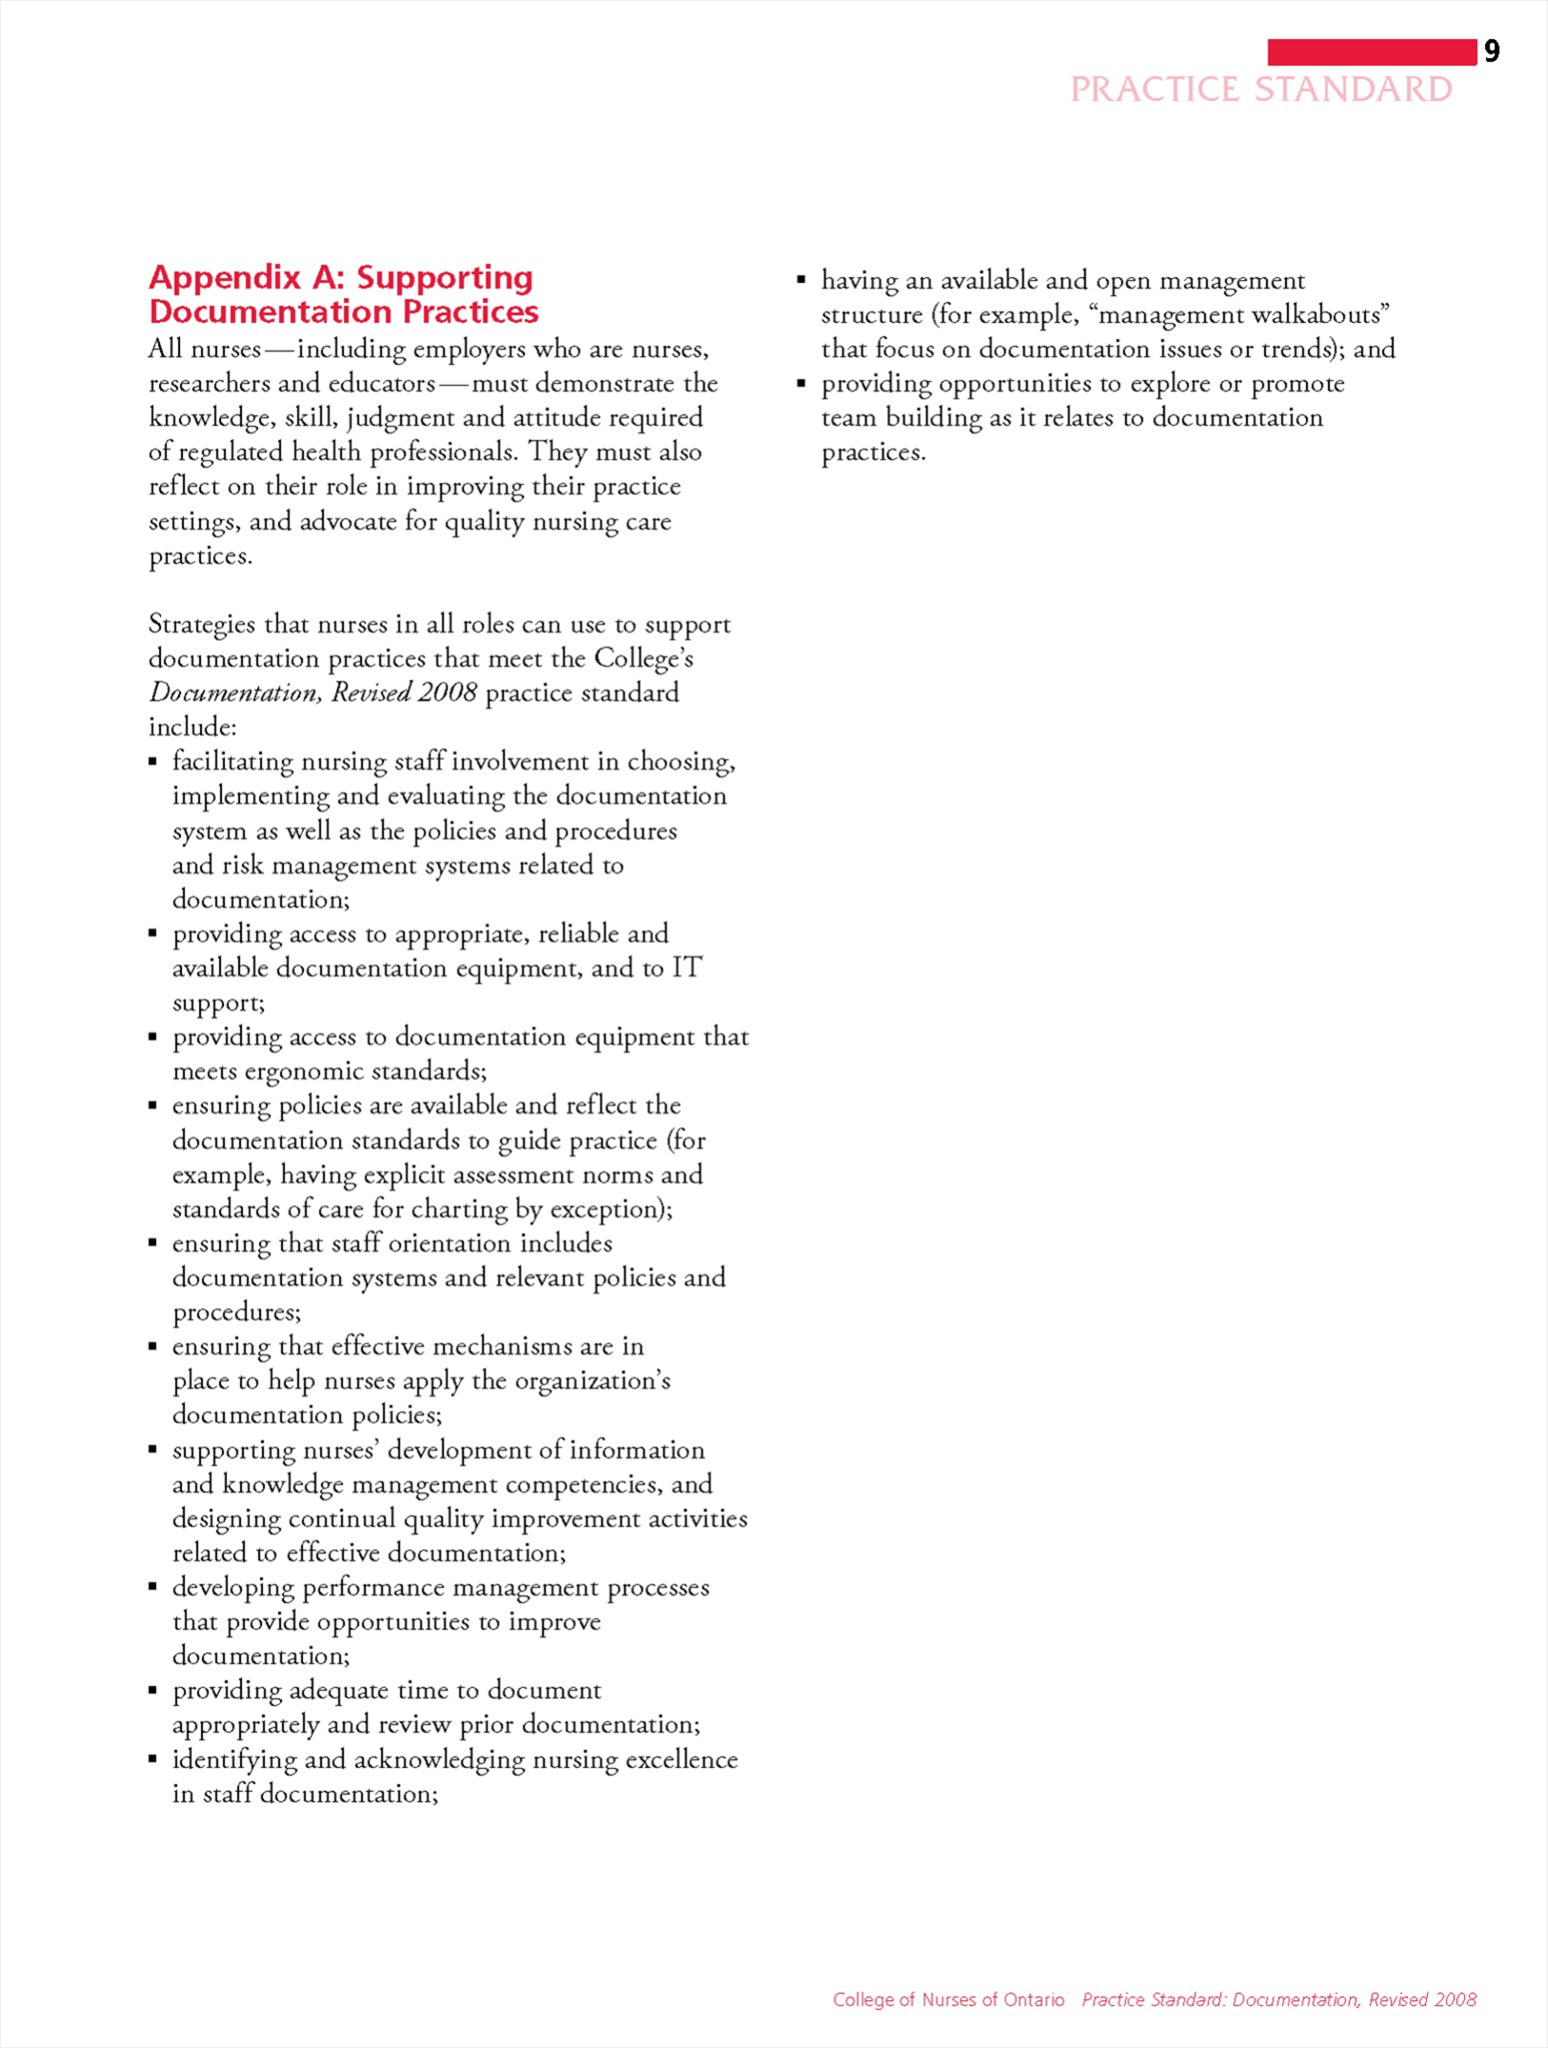 9
PRACTICE STANDARD
Appendix A: Supporting
Documentation Practices
All nurses—including employers who are nurses,
researchers and educators—must demonstrate the
knowledge, skill, judgment and attitude required
of regulated health professionals. They must also
reflect on their role in improving their practice
settings, and advocate for quality nursing care
practices.
Strategies that nurses in all roles can use to support
documentation practices that meet the College’s
Documentation, Revised 2008 practice standard
include:
▪ facilitating nursing staff involvement in choosing,
implementing and evaluating the documentation
system as well as the policies and procedures
and risk management systems related to
documentation;
▪ providing access to appropriate, reliable and
available documentation equipment, and to IT
support;
▪ providing access to documentation equipment that
meets ergonomic standards;
▪ ensuring policies are available and reflect the
documentation standards to guide practice (for
example, having explicit assessment norms and
standards of care for charting by exception);
▪ ensuring that staff orientation includes
documentation systems and relevant policies and
procedures;
▪ ensuring that effective mechanisms are in
place to help nurses apply the organization’s
documentation policies;
▪ supporting nurses’ development of information
and knowledge management competencies, and
designing continual quality improvement activities
related to effective documentation;
▪ developing performance management processes
that provide opportunities to improve
documentation;
▪ providing adequate time to document
appropriately and review prior documentation;
▪ identifying and acknowledging nursing excellence
in staff documentation;
▪ having an available and open management
structure (for example, “management walkabouts”
that focus on documentation issues or trends); and
▪ providing opportunities to explore or promote
team building as it relates to documentation
practices.
College of Nurses of Ontario Practice Standard: Documentation, Revised 2008